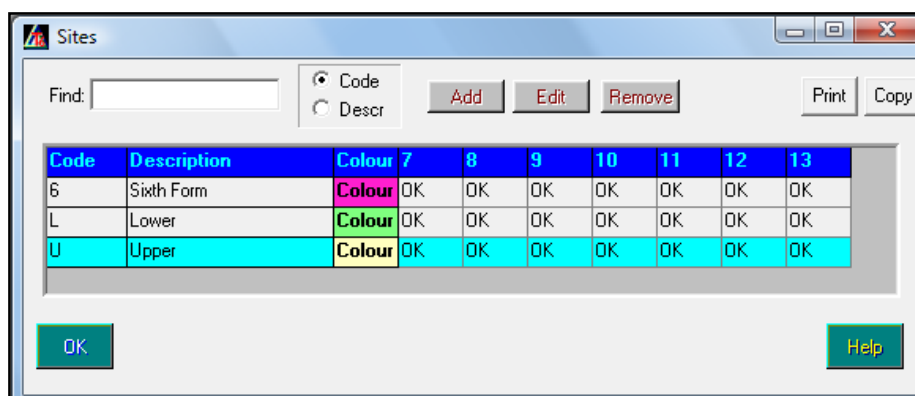 Sites
Find: Code Add Edit Remove Print Copy
Descr
Code Description Colour 7 8 9 10 11 12 13
6 Sixth Form Colour OK OK OK OK OK OK OK
L Lower Colour OK OK OK OK OK OK OK
U Upper Colour OK OK OK OK OK OK OK
OK Help